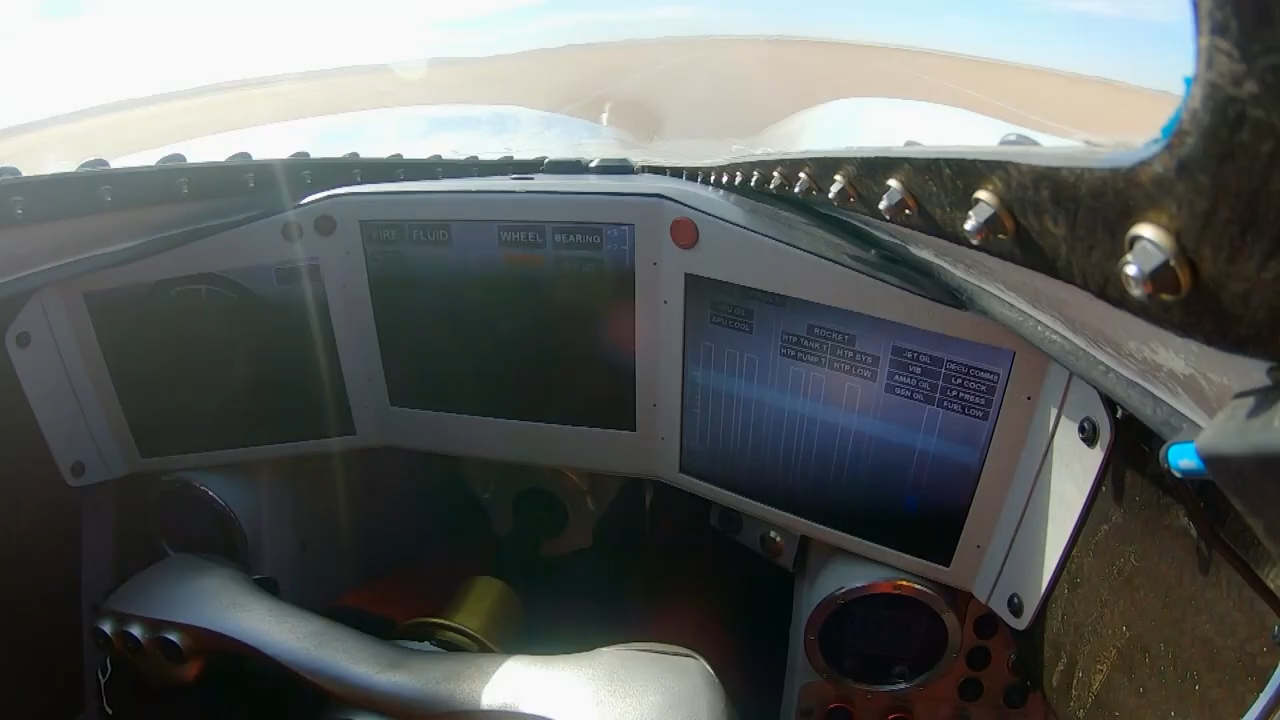 FIRE FLUID WHEEL BEARING
APU OIL
APU COOL
ROCKET
HTP TANK T HTP SYS
HTP PUMP T HTP LOW
JET OIL DECU COMMS
VIB LP COCK
AMAD OIL LP PRESS
GEN OIL FUEL LOW